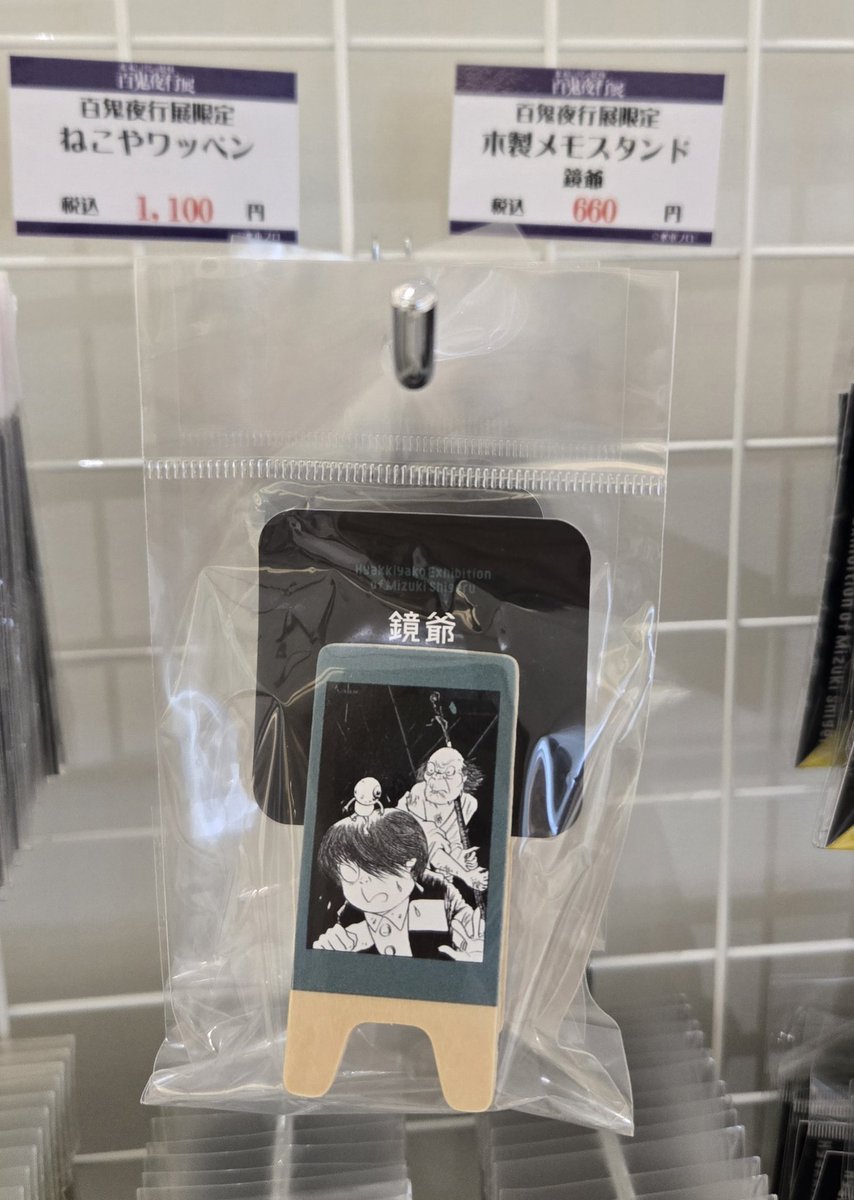 百鬼夜行展
百鬼夜行展限定
ねこやワッペン
税込 1,100 円
百鬼夜行展
百鬼夜行展限定
木製メモスタンド
鏡爺
税込 660 円
Hyakkiyako Exhibition
of Mizuki Shigeru
鏡爺